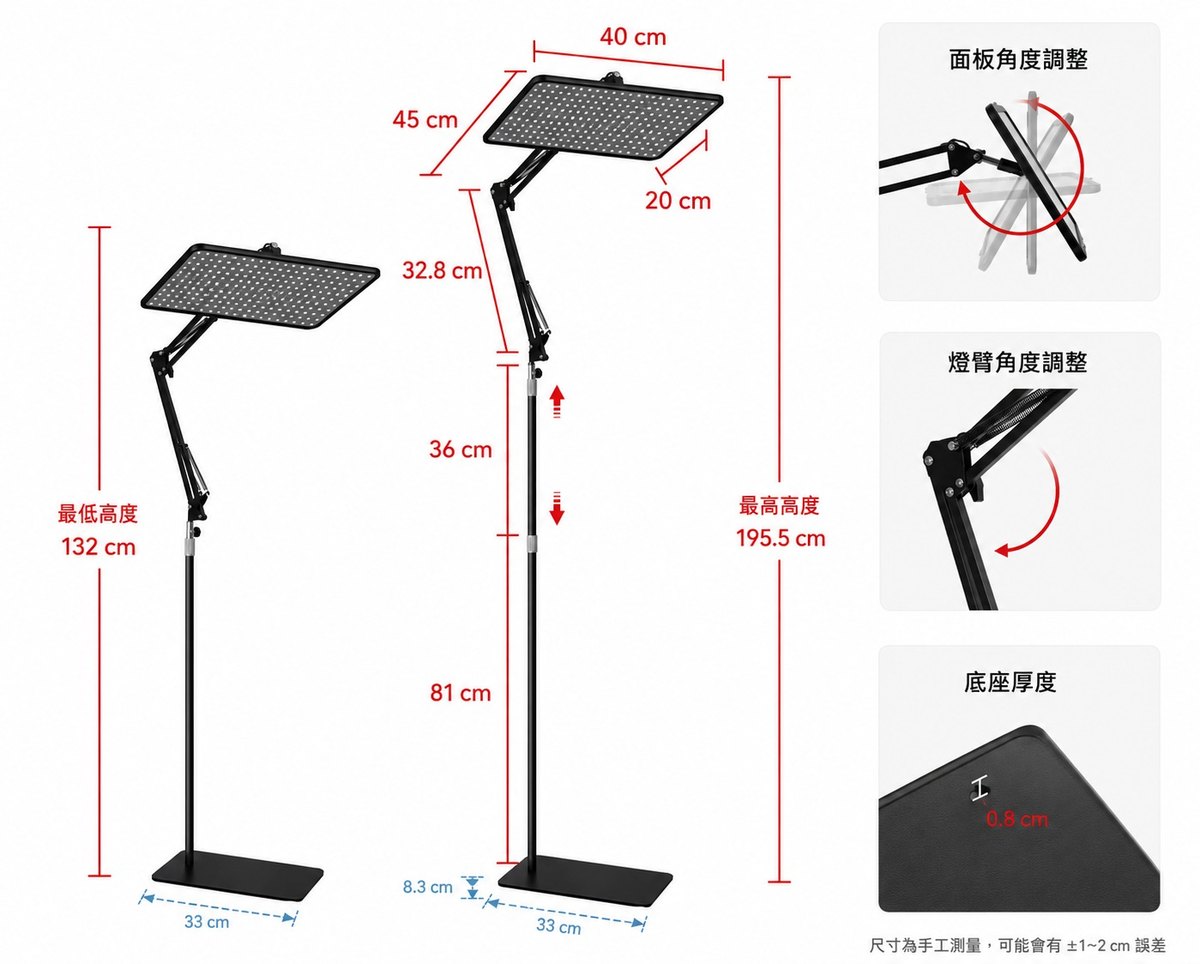 40 cm
45 cm
20 cm
32.8 cm
36 cm
最低高度
132 cm
最高高度
195.5 cm
81 cm
8.3 cm
33 cm
33 cm
面板角度調整
燈臂角度調整
底座厚度
0.8 cm
尺寸為手工測量，可能會有 ±1~2 cm 誤差